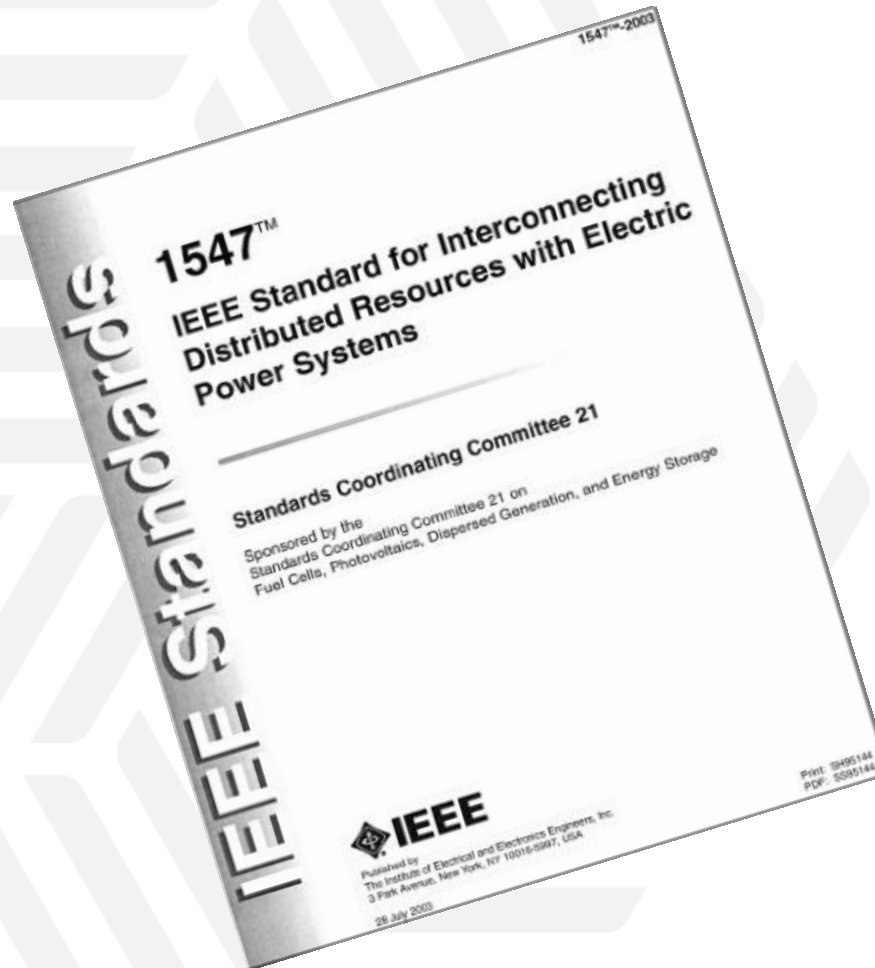 1547™-2003
1547™
IEEE Standard for Interconnecting
Distributed Resources with Electric
Power Systems
Standards Coordinating Committee 21
Sponsored by the
Standards Coordinating Committee 21 on
Fuel Cells, Photovoltaics, Dispersed Generation, and Energy Storage
IEEE Standards
IEEE
Published by
The Institute of Electrical and Electronics Engineers, Inc.
3 Park Avenue, New York, NY 10016-5997, USA
28 July 2003
Print: SH95144
PDF: SS95144